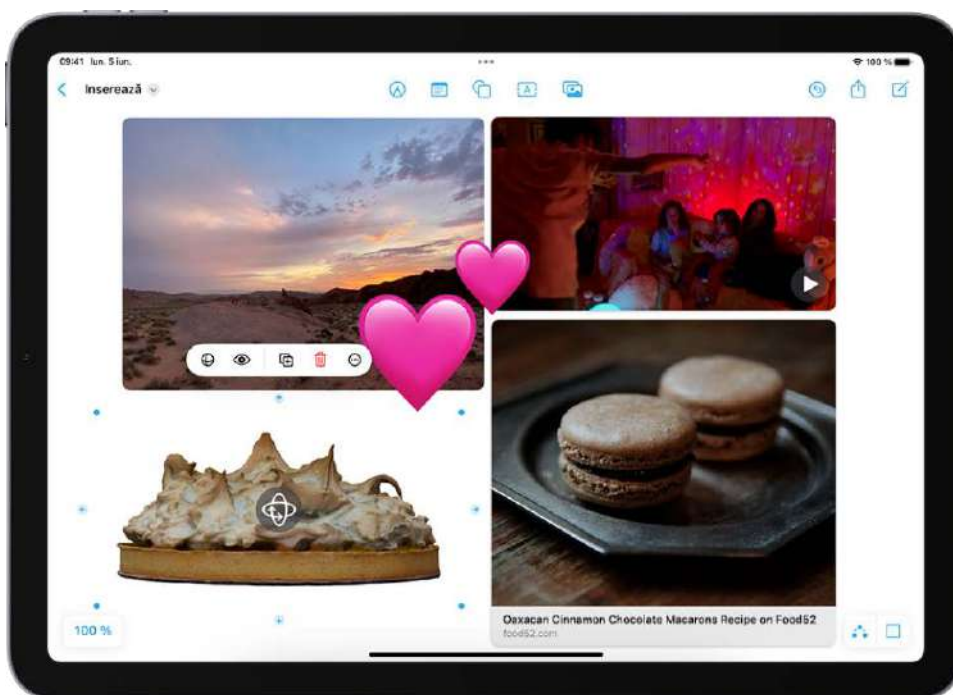 09:41 lun. 5 iun.
100 %
Inserează
A
100 %
Oaxacan Cinnamon Chocolate Macarons Recipe on Food52
food52.com